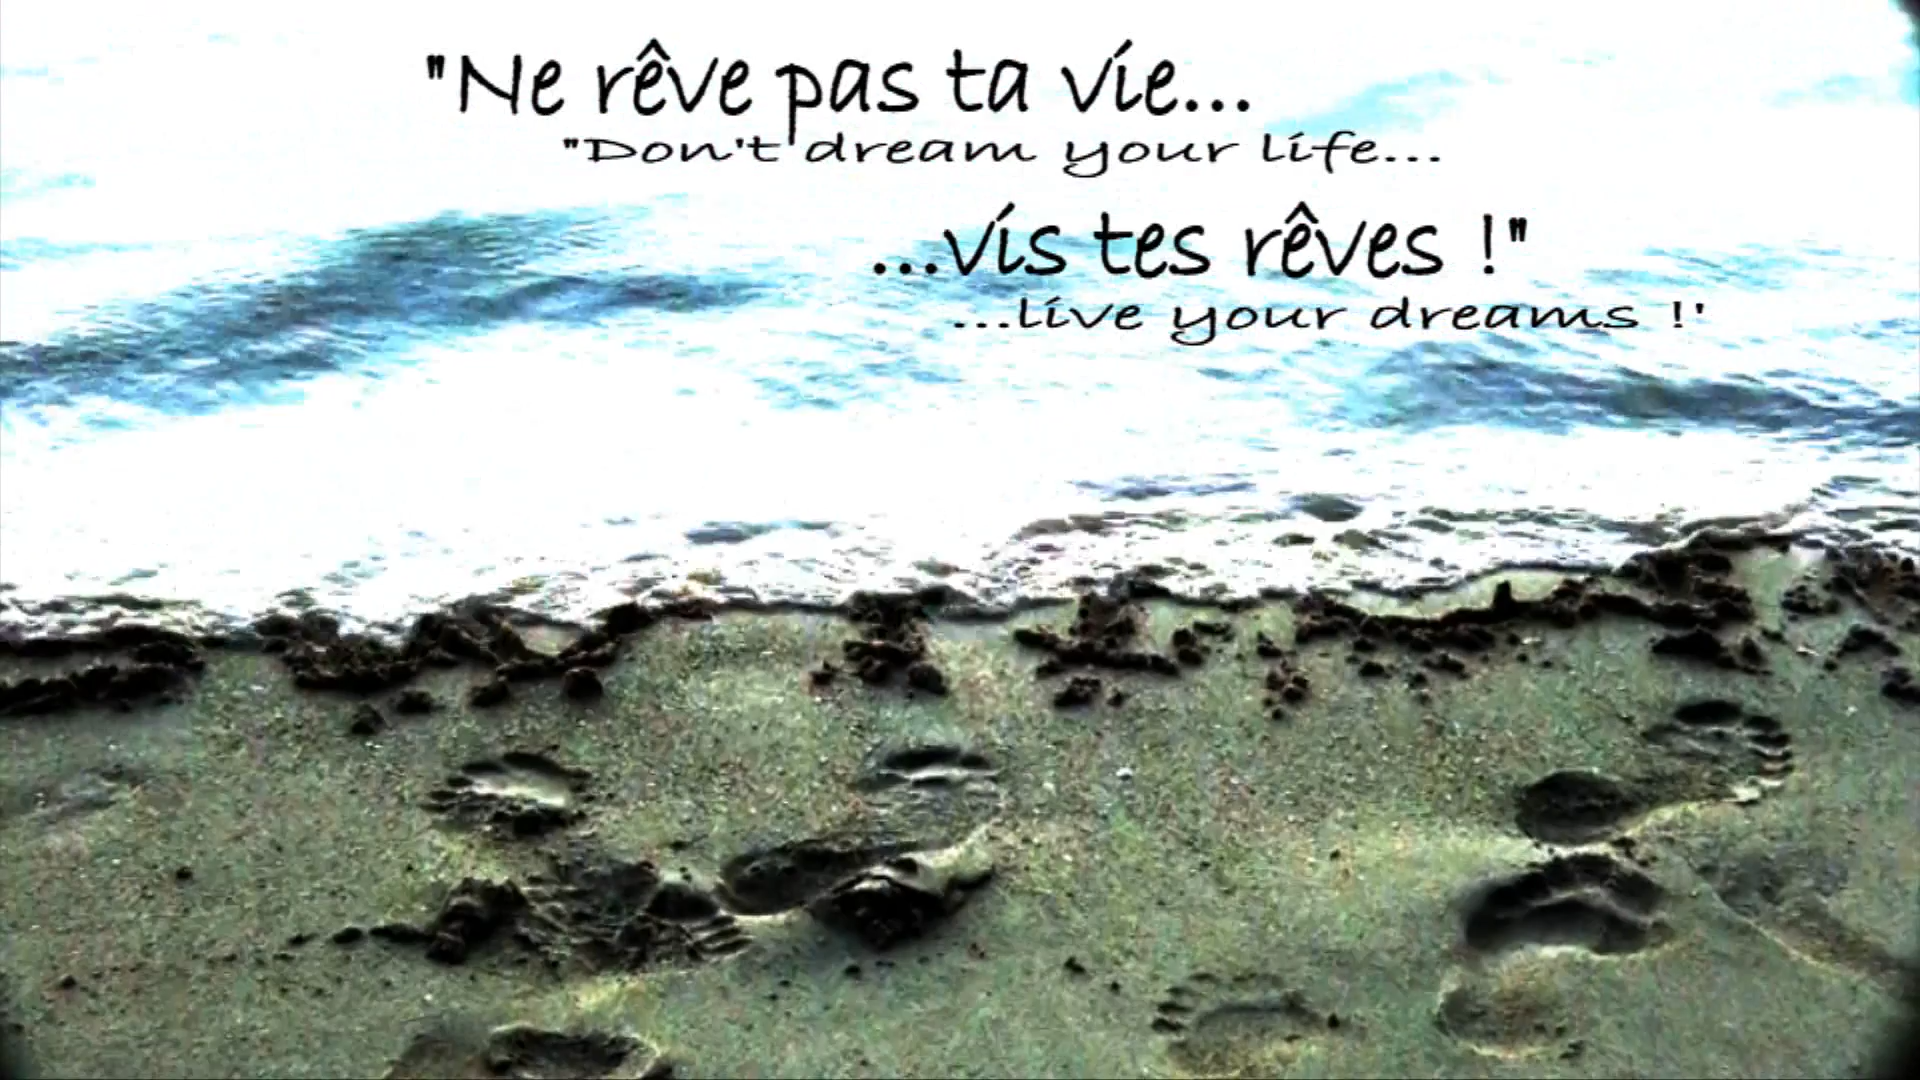 "Ne rêve pas ta vie...
"Don't dream your life...
...vis tes rêves !"
...live your dreams !'